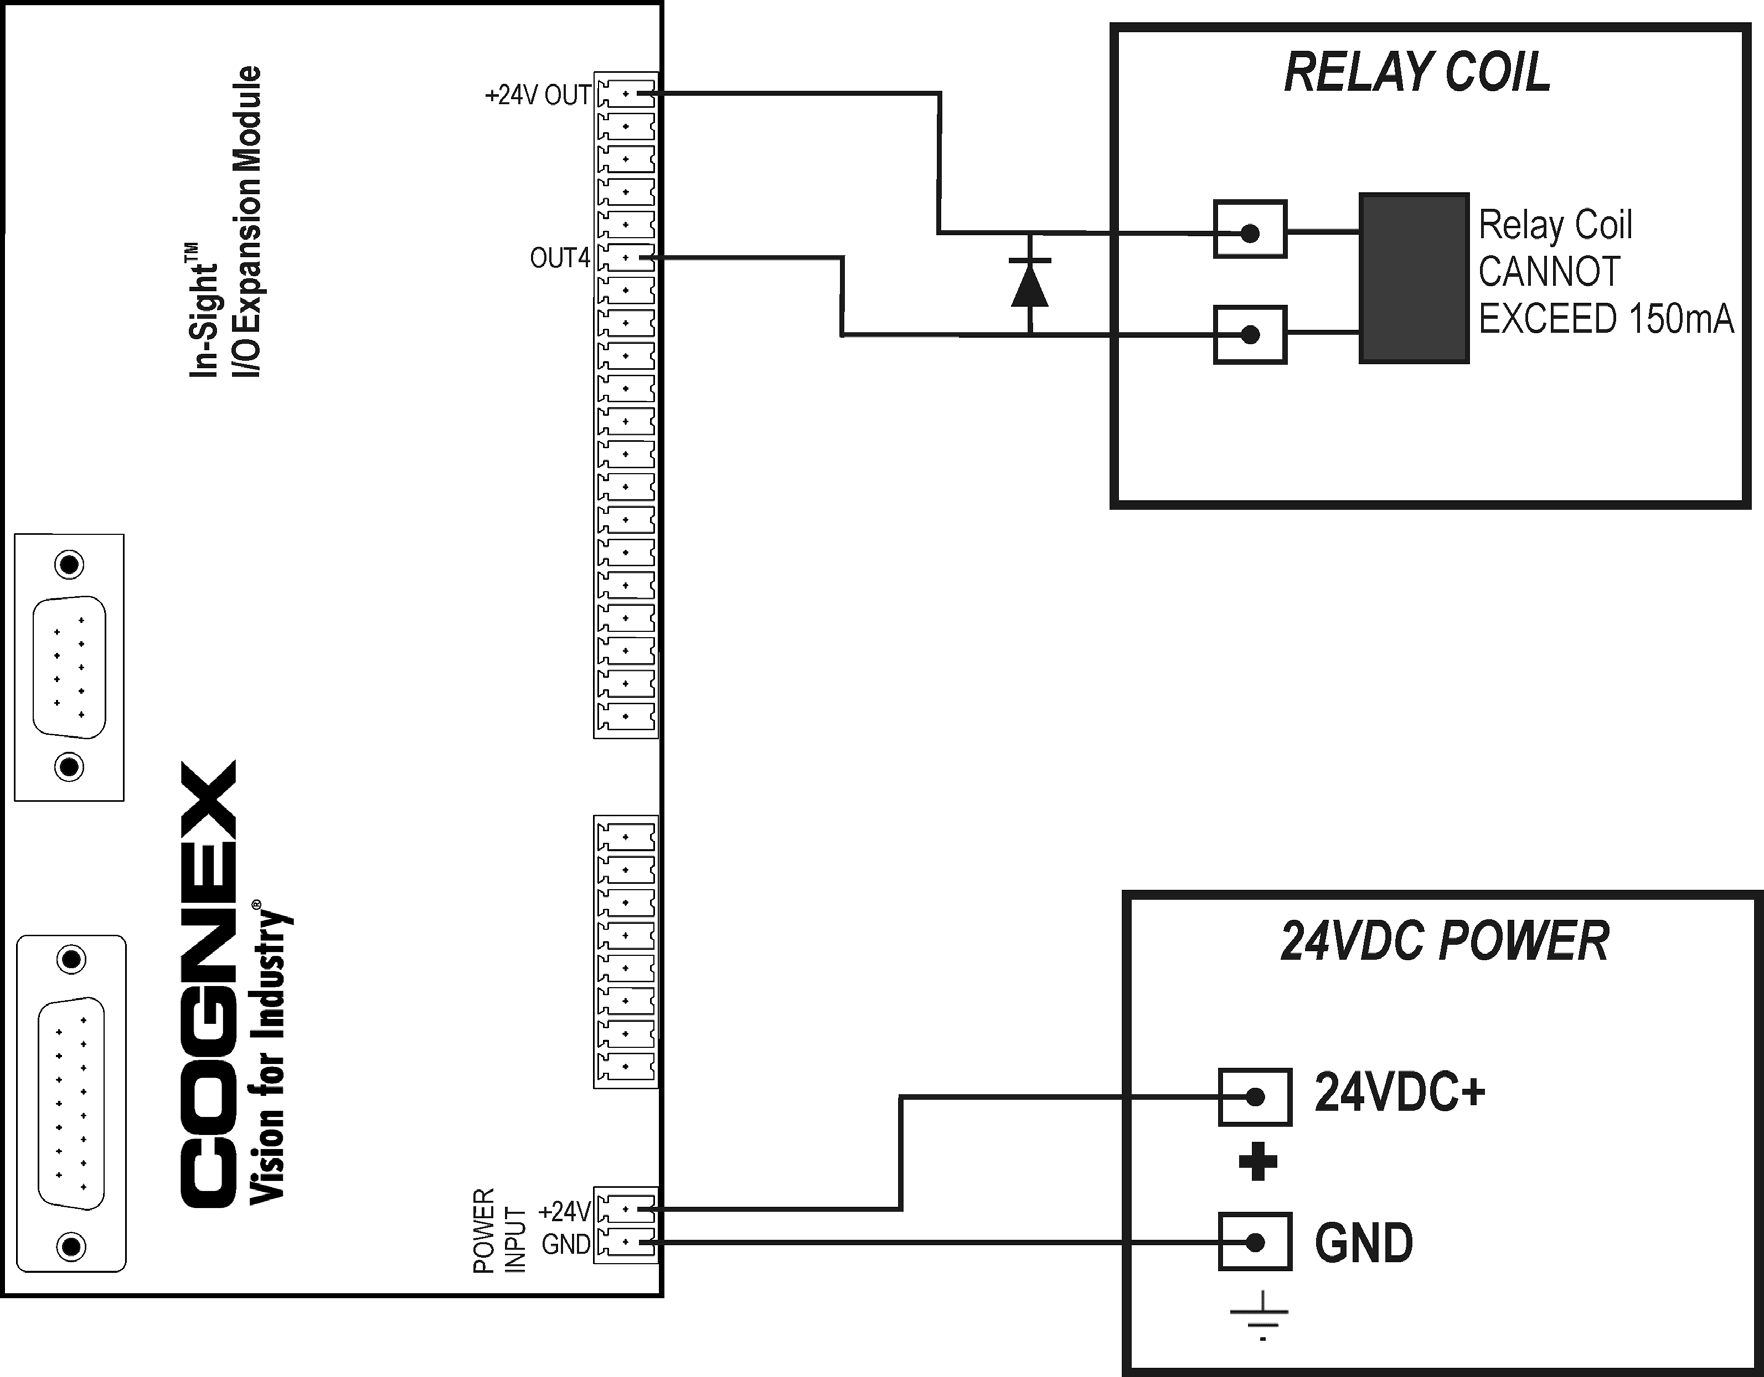 In-Sight™
I/O Expansion Module
+24V OUT
OUT4
RELAY COIL
Relay Coil
CANNOT
EXCEED 150mA
COGNEX
Vision for Industry®
POWER
INPUT
+24V
GND
24VDC POWER
24VDC+
GND